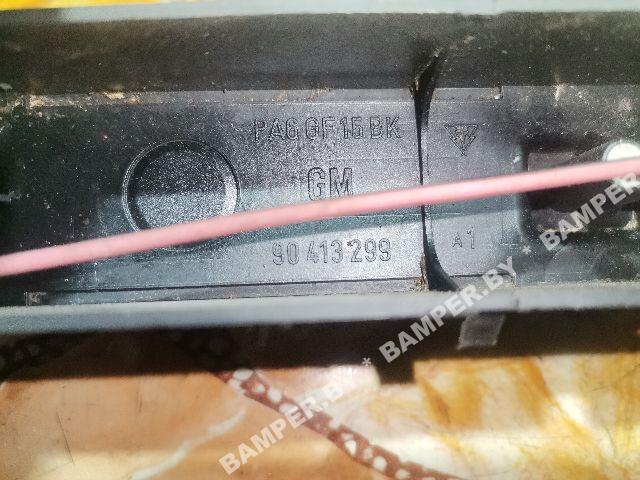 PA6 GF15 BK
GM
90 413 299
A1
BAMPER.BY * BAMPER.BY * BAMPER.BY